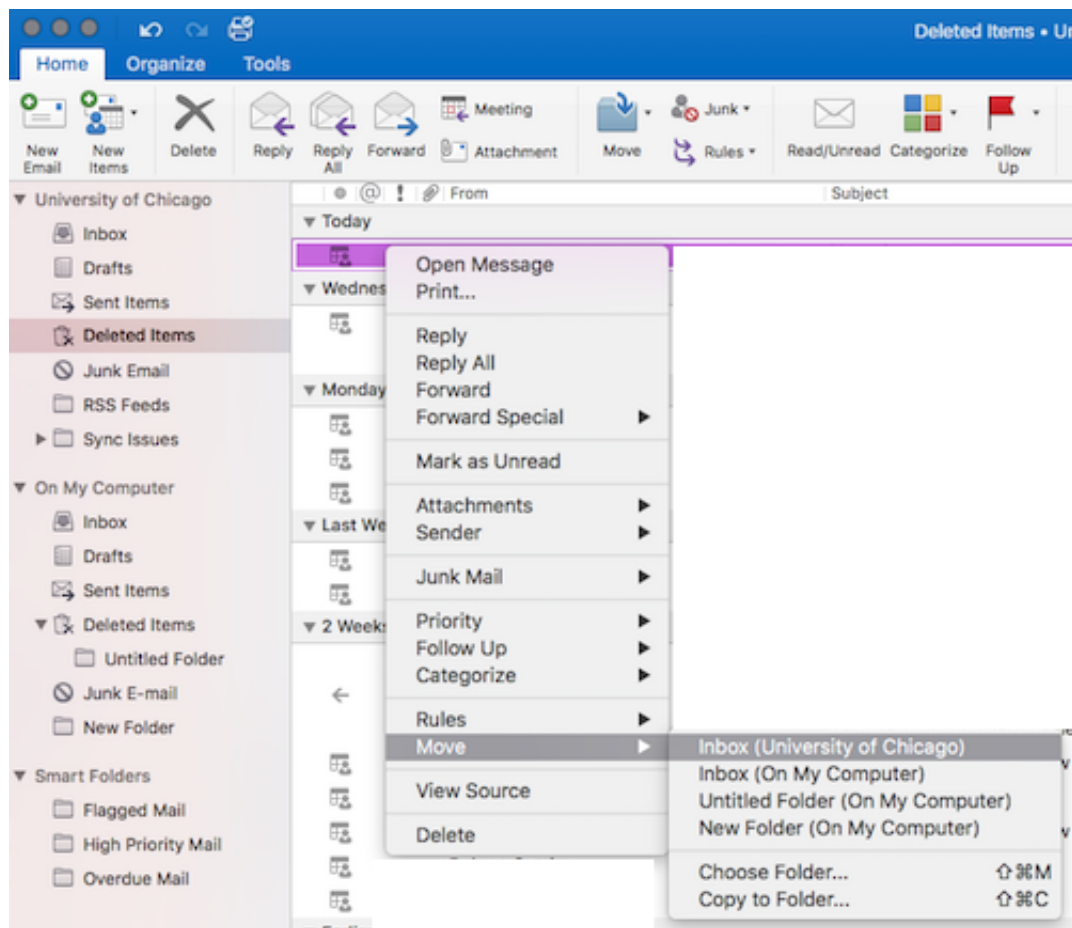 Deleted Items • Un
Home Organize Tools
New Email
New Items
Delete
Reply
Reply All
Forward
Meeting
Attachment
Move
Junk
Rules
Read/Unread
Categorize
Follow Up
@ ! From Subject
University of Chicago
Inbox
Drafts
Sent Items
Deleted Items
Junk Email
RSS Feeds
Sync Issues
On My Computer
Inbox
Drafts
Sent Items
Deleted Items
Untitled Folder
Junk E-mail
New Folder
Smart Folders
Flagged Mail
High Priority Mail
Overdue Mail
Today
Wednes
Monday
Last We
2 Weeks
Open Message
Print...
Reply
Reply All
Forward
Forward Special
Mark as Unread
Attachments
Sender
Junk Mail
Priority
Follow Up
Categorize
Rules
Move
View Source
Delete
Inbox (University of Chicago)
Inbox (On My Computer)
Untitled Folder (On My Computer)
New Folder (On My Computer)
Choose Folder... ⇧⌘M
Copy to Folder... ⇧⌘C